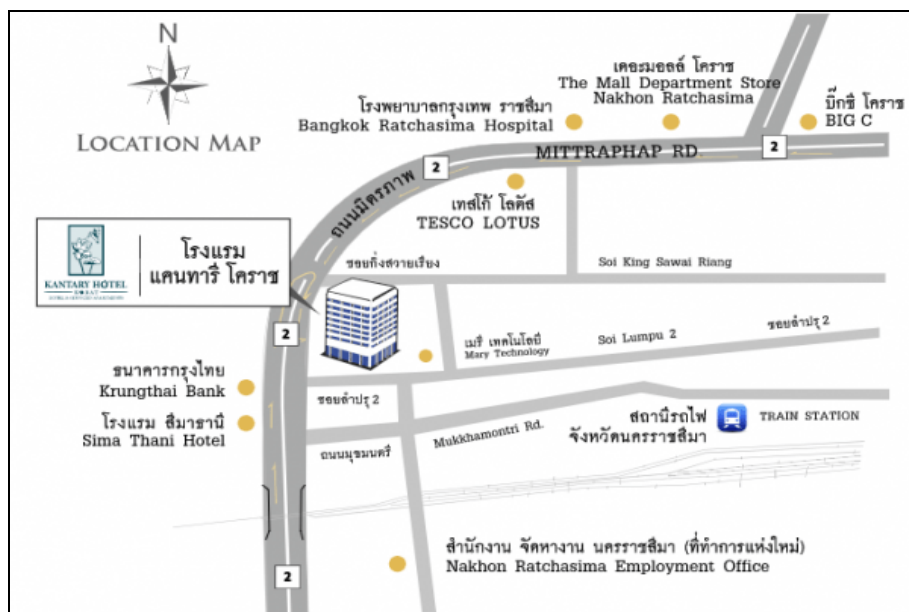 N
LOCATION MAP
เดอะมอลล์ โคราช
The Mall Department Store
Nakhon Ratchasima
โรงพยาบาลกรุงเทพ ราชสีมา
Bangkok Ratchasima Hospital
บิ๊กซี โคราช
BIG C
MITTRAPHAP RD.
2
2
ถนนมิตรภาพ
เทสโก้ โลตัส
TESCO LOTUS
KANTARY HOTEL
KORAT
โรงแรม
แคนทารี โคราช
ซอยกิ่งสวายเรียง
Soi King Sawai Riang
2
เมรี่ เทคโนโลยี
Mary Technology
Soi Lumpu 2
ซอยลำปรุ 2
ธนาคารกรุงไทย
Krungthai Bank
ซอยลำปรุ 2
โรงแรม สีมาธานี
Sima Thani Hotel
ถนนมุขมนตรี
Mukkhamontri Rd.
สถานีรถไฟ
จังหวัดนครราชสีมา
TRAIN STATION
สำนักงาน จัดหางาน นครราชสีมา (ที่ทำการแห่งใหม่)
Nakhon Ratchasima Employment Office
2